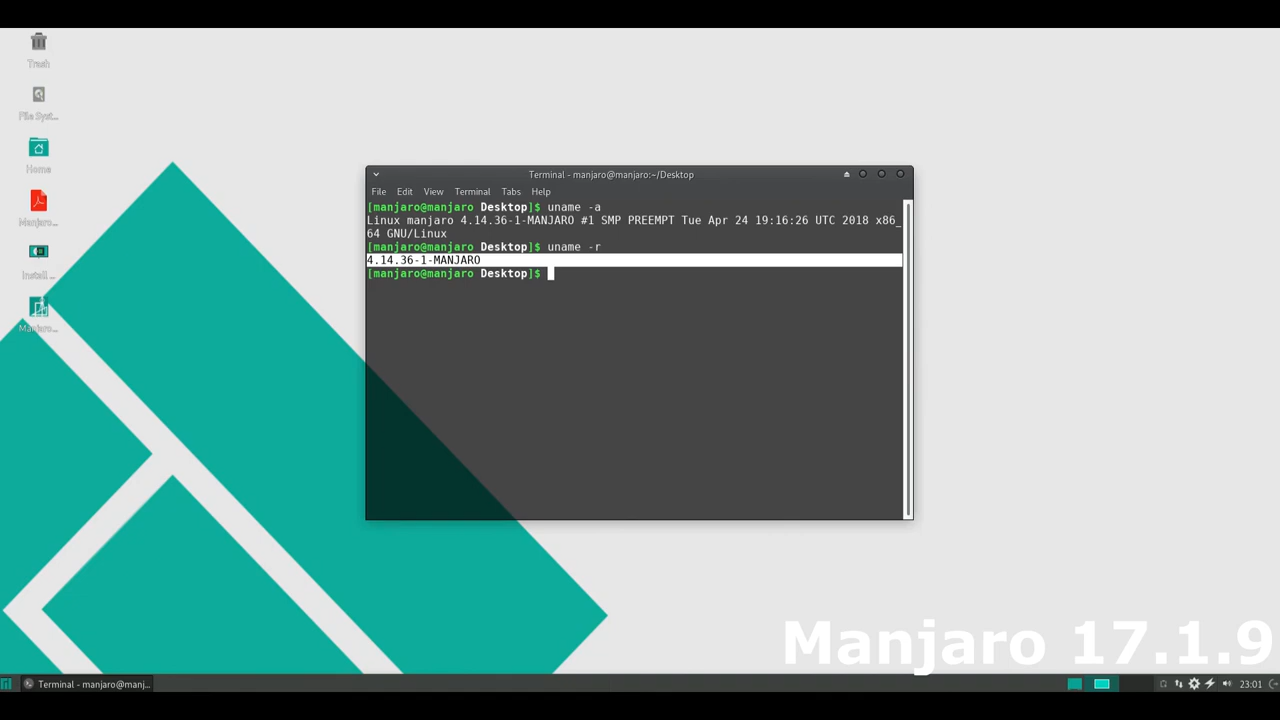 Trash
File Syst...
Home
Manjaro...
Install ...
Manjaro...
Terminal - manjaro@manjaro:~/Desktop
File Edit View Terminal Tabs Help
[manjaro@manjaro Desktop]$ uname -a
Linux manjaro 4.14.36-1-MANJARO #1 SMP PREEMPT Tue Apr 24 19:16:26 UTC 2018 x86_
64 GNU/Linux
[manjaro@manjaro Desktop]$ uname -r
4.14.36-1-MANJARO
[manjaro@manjaro Desktop]$
Manjaro 17.1.9
Terminal - manjaro@manj...
23:01